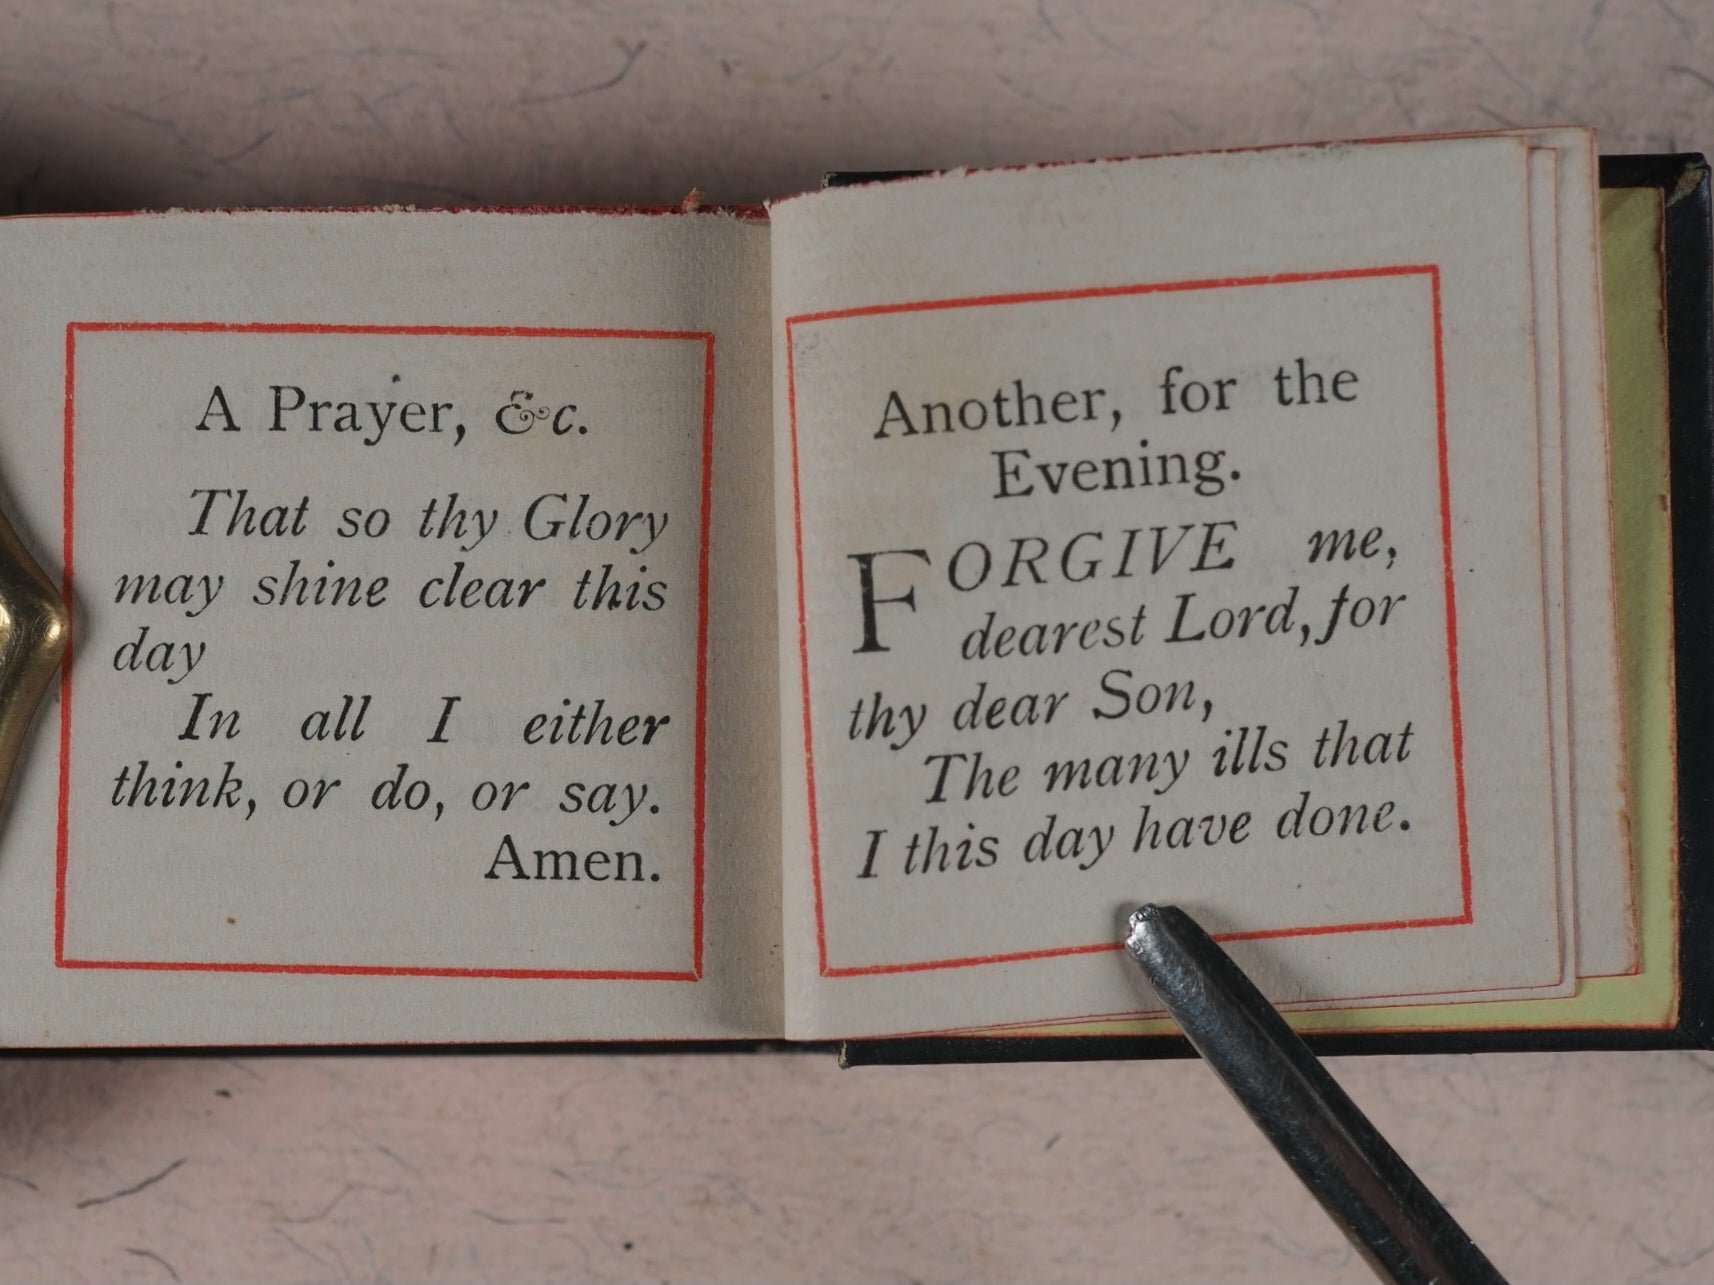 A Prayer, &c.
That so thy Glory
may shine clear this
day
In all I either
think, or do, or say.
Amen.
Another, for the
Evening.
FORGIVE me,
dearest Lord, for
thy dear Son,
The many ills that
I this day have done.